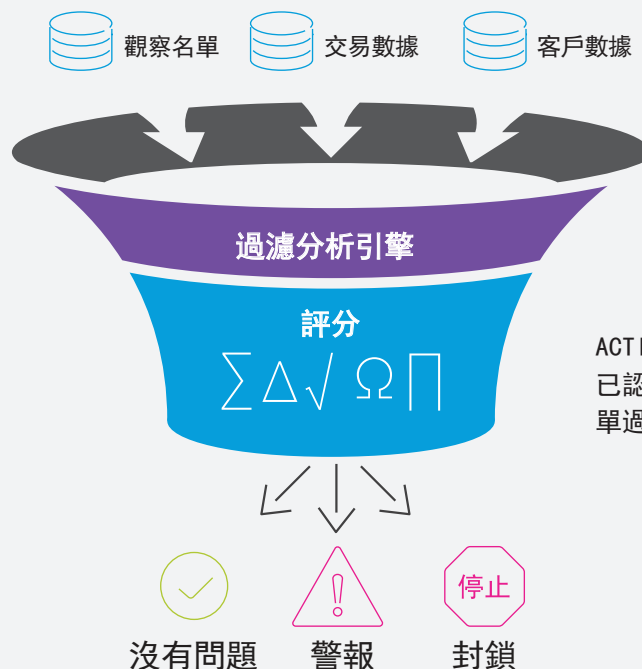 觀察名單 交易數據 客戶數據
過濾分析引擎
評分
∑△√Ω∏
ACTI
已認
單過
停止
沒有問題 警報 封鎖